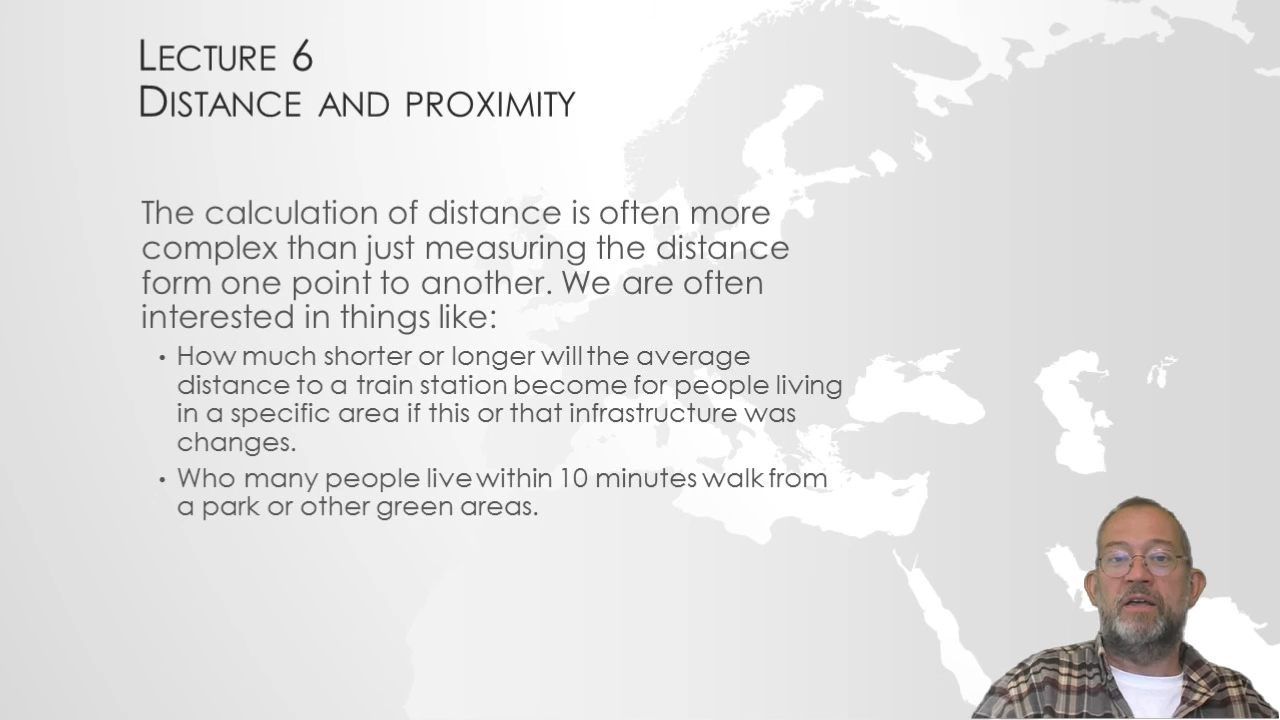 LECTURE 6
DISTANCE AND PROXIMITY
The calculation of distance is often more
complex than just measuring the distance
form one point to another. We are often
interested in things like:
• How much shorter or longer will the average
distance to a train station become for people living
in a specific area if this or that infrastructure was
changes.
• Who many people live within 10 minutes walk from
a park or other green areas.